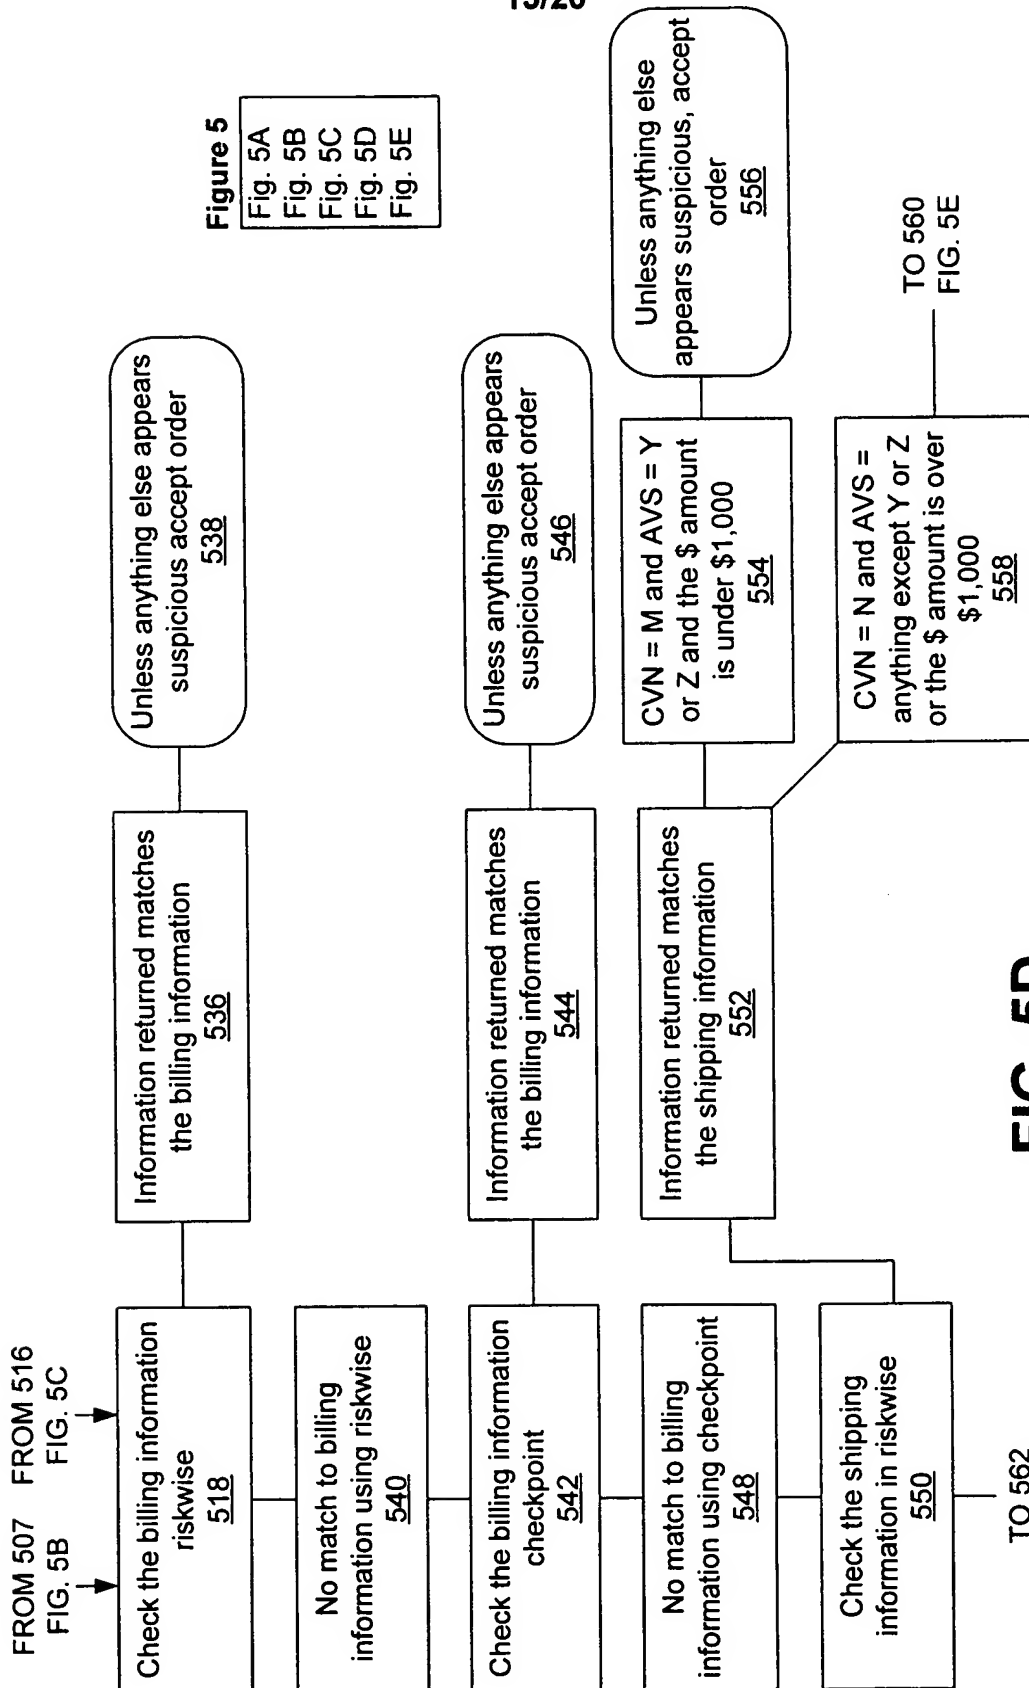 FROM 507
FIG. 5B
FROM 516
FIG. 5C
Check the billing information
riskwise
518
Information returned matches
the billing information
536
Unless anything else appears
suspicious accept order
538
Figure 5
Fig. 5A
Fig. 5B
Fig. 5C
Fig. 5D
Fig. 5E
No match to billing
information using riskwise
540
Check the billing information
checkpoint
542
Information returned matches
the billing information
544
Unless anything else appears
suspicious accept order
546
No match to billing
information using checkpoint
548
Information returned matches
the shipping information
552
CVN = M and AVS = Y
or Z and the $ amount
is under $1,000
554
Unless anything else
appears suspicious, accept
order
556
Check the shipping
information in riskwise
550
CVN = N and AVS =
anything except Y or Z
or the $ amount is over
$1,000
558
TO 560
FIG. 5E
TO 562
FIG. 5D